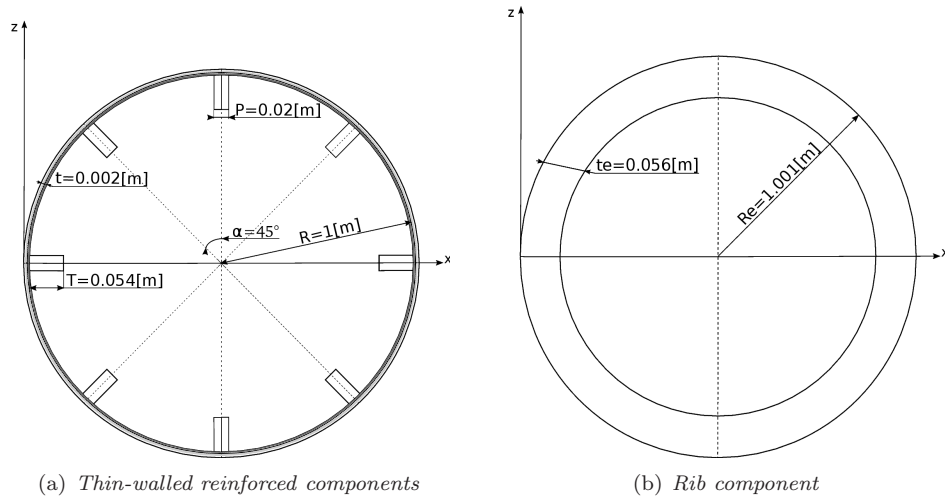 z
P=0.02[m]
t=0.002[m]
α=45°
R=1[m]
x
T=0.054[m]
(a) Thin-walled reinforced components
z
te=0.056[m]
Re=1.001[m]
x
(b) Rib component